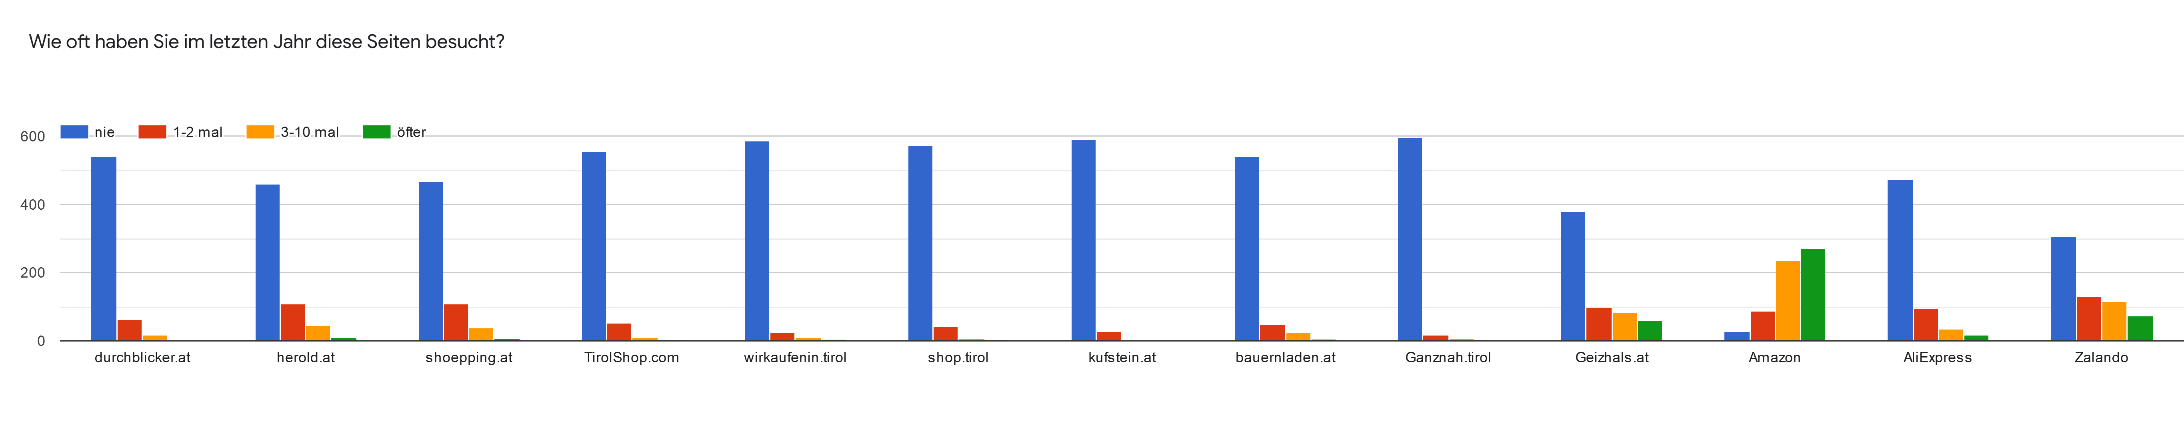 Wie oft haben Sie im letzten Jahr diese Seiten besucht?
nie 1-2 mal 3-10 mal öfter
600
400
200
0
durchblicker.at herold.at shoepping.at TirolShop.com wirkaufenin.tirol shop.tirol kufstein.at bauernladen.at Ganznah.tirol Geizhals.at Amazon AliExpress Zalando